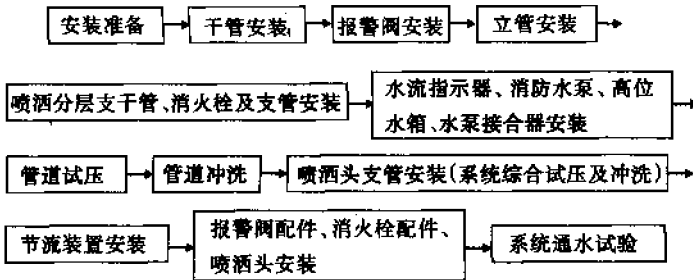 安装准备 干管安装 报警阀安装 立管安装
喷洒分层支干管、消火栓及支管安装 水流指示器、消防水泵、高位
水箱、水泵接合器安装
管道试压 管道冲洗 喷洒头支管安装(系统综合试压及冲洗)
节流装置安装 报警阀配件、消火栓配件、
喷洒头安装 系统通水试验